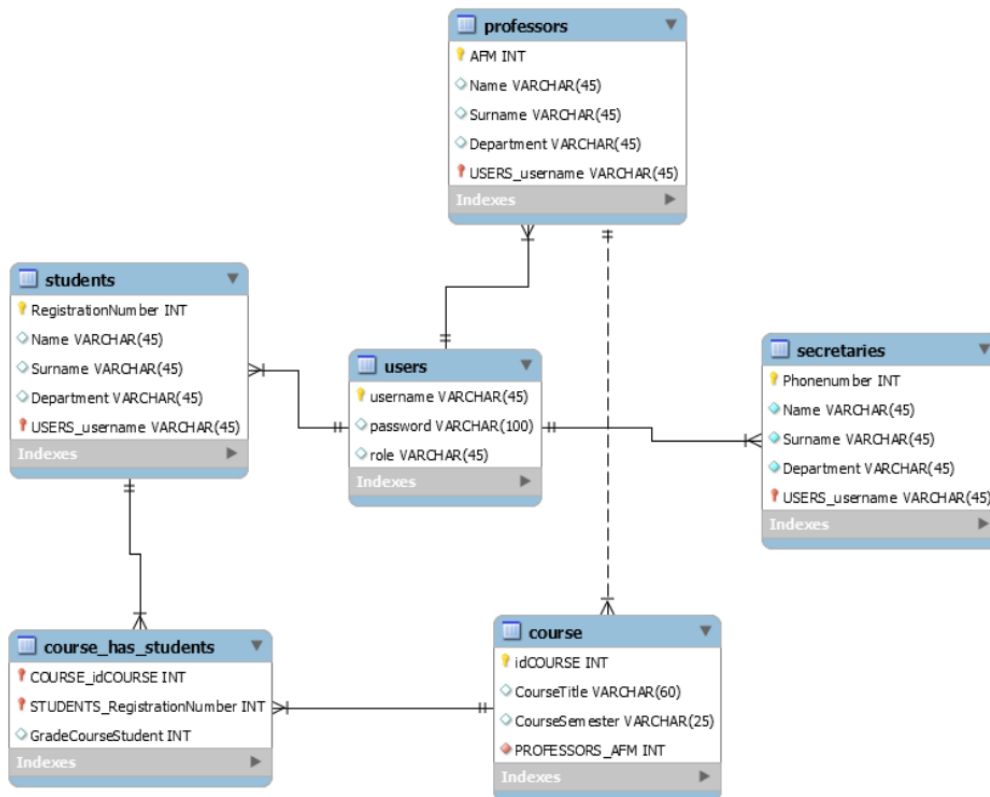 professors
AFM INT
Name VARCHAR(45)
Surname VARCHAR(45)
Department VARCHAR(45)
USERS_username VARCHAR(45)
Indexes
students
RegistrationNumber INT
Name VARCHAR(45)
Surname VARCHAR(45)
Department VARCHAR(45)
USERS_username VARCHAR(45)
Indexes
users
username VARCHAR(45)
password VARCHAR(100)
role VARCHAR(45)
Indexes
secretaries
Phonenumber INT
Name VARCHAR(45)
Surname VARCHAR(45)
Department VARCHAR(45)
USERS_username VARCHAR(45)
Indexes
course_has_students
COURSE_idCOURSE INT
STUDENTS_RegistrationNumber INT
GradeCourseStudent INT
Indexes
course
idCOURSE INT
CourseTitle VARCHAR(60)
CourseSemester VARCHAR(25)
PROFESSORS_AFM INT
Indexes